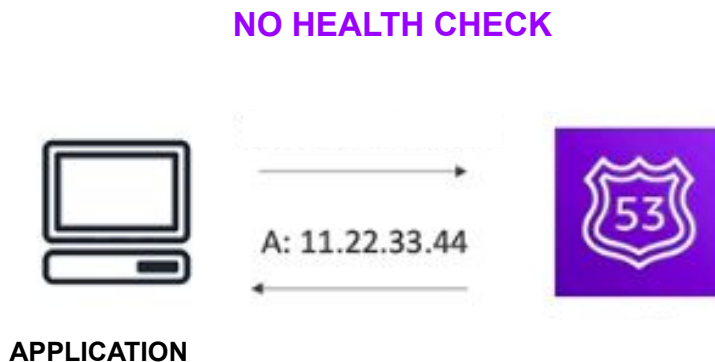 NO HEALTH CHECK
53
A: 11.22.33.44
APPLICATION